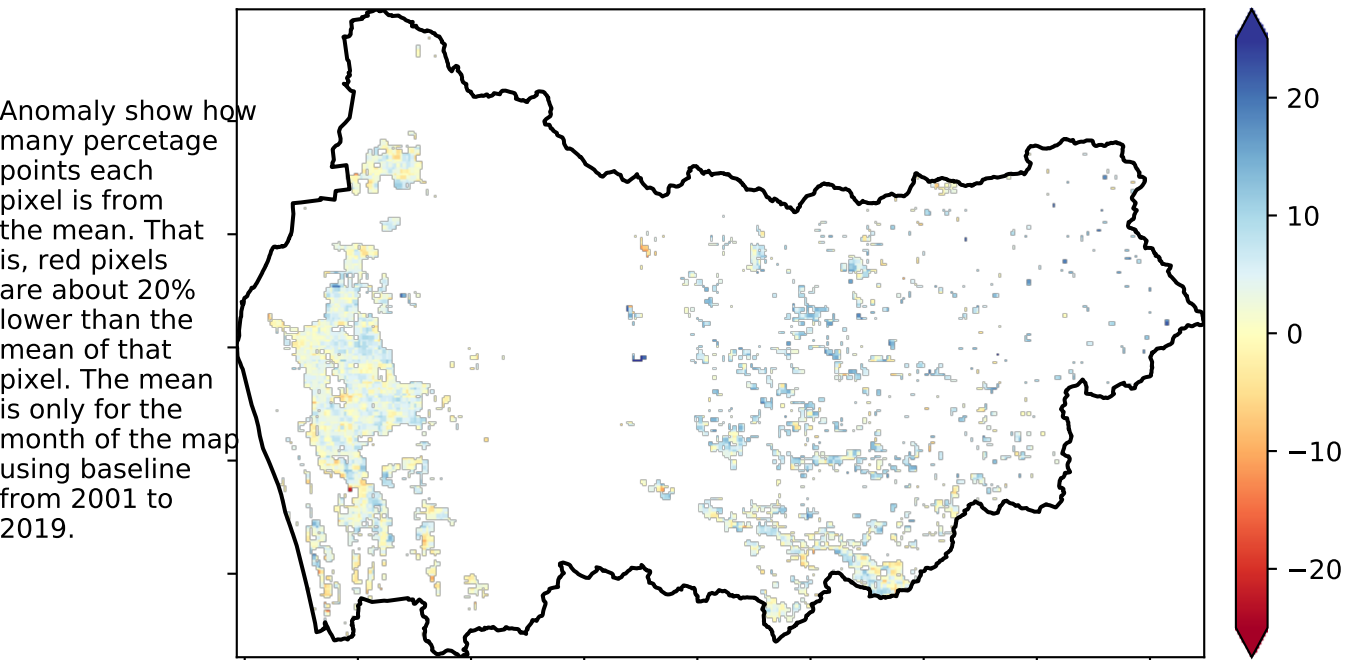 Anomaly show how
many percetage
points each
pixel is from
the mean. That
is, red pixels
are about 20%
lower than the
mean of that
pixel. The mean
is only for the
month of the map
using baseline
from 2001 to
2019.
20
10
0
−10
−20